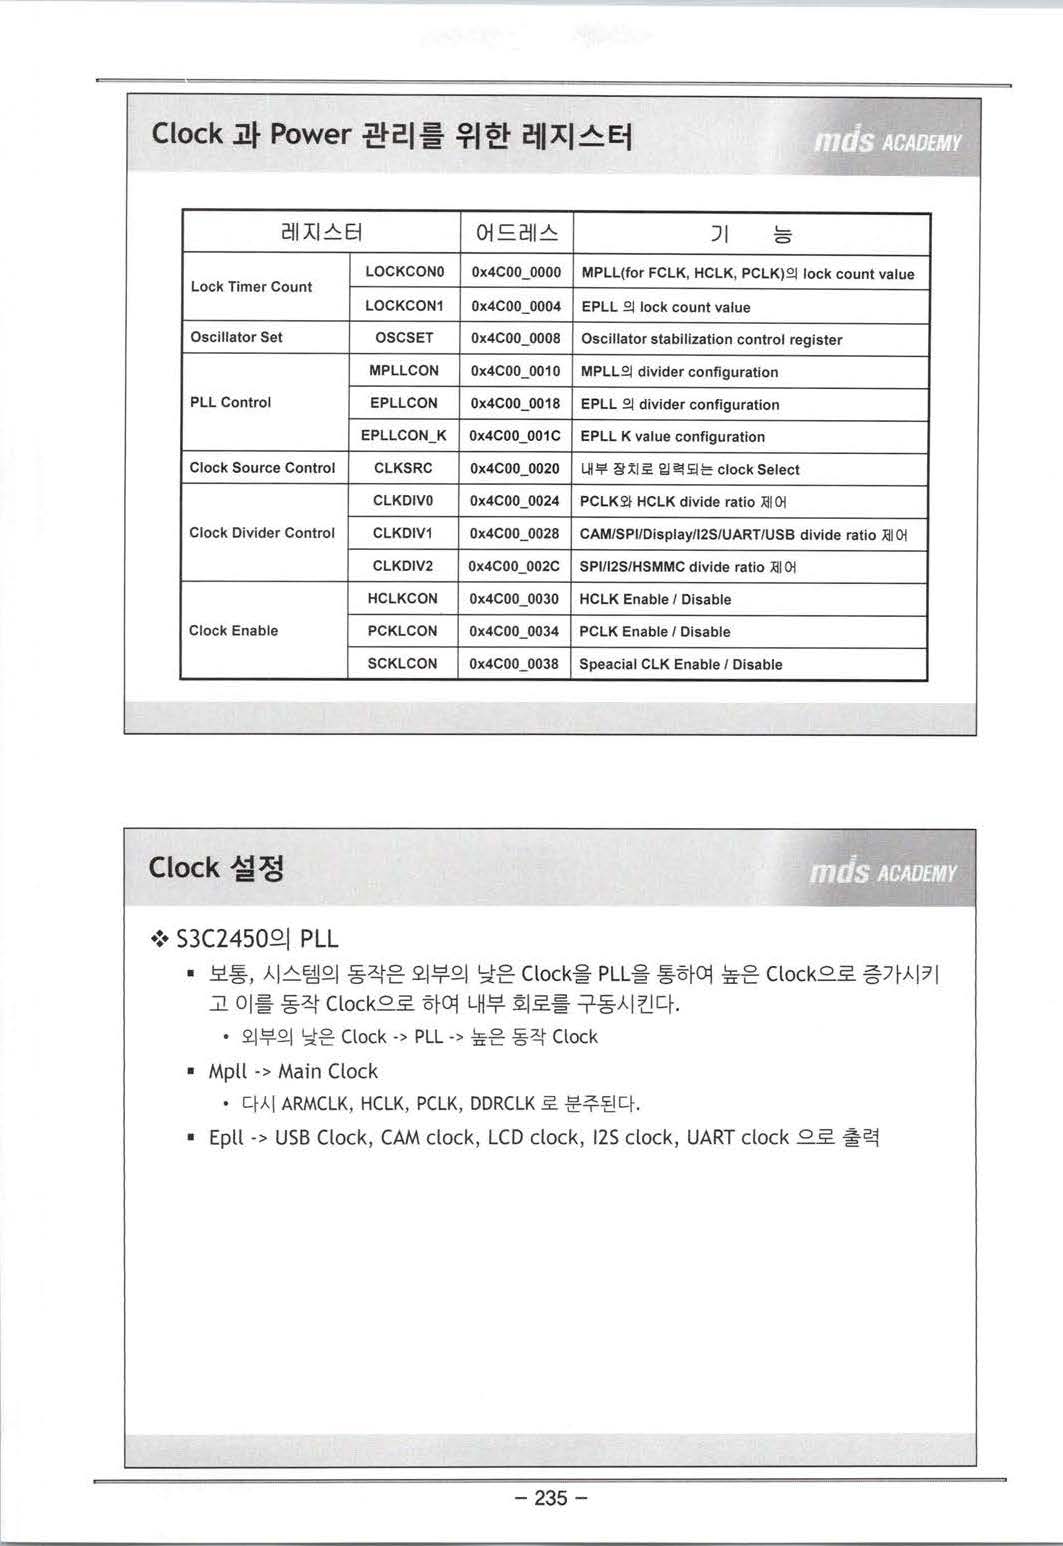 Clock 과 Power 관리를 위한 레지스터
mds ACADEMY
레지스터 어드레스 기 능
Lock Timer Count
LOCKCON0 0x4C00_0000 MPLL(for FCLK, HCLK, PCLK)의 lock count value
LOCKCON1 0x4C00_0004 EPLL 의 lock count value
Oscillator Set OSCSET 0x4C00_0008 Oscillator stabilization control register
PLL Control
MPLLCON 0x4C00_0010 MPLL의 divider configuration
EPLLCON 0x4C00_0018 EPLL 의 divider configuration
EPLLCON_K 0x4C00_001C EPLL K value configuration
Clock Source Control CLKSRC 0x4C00_0020 내부 장치로 입력되는 clock Select
Clock Divider Control
CLKDIV0 0x4C00_0024 PCLK와 HCLK divide ratio 제어
CLKDIV1 0x4C00_0028 CAM/SPI/Display/I2S/UART/USB divide ratio 제어
CLKDIV2 0x4C00_002C SPI/I2S/HSMMC divide ratio 제어
Clock Enable
HCLKCON 0x4C00_0030 HCLK Enable / Disable
PCKLCON 0x4C00_0034 PCLK Enable / Disable
SCKLCON 0x4C00_0038 Speacial CLK Enable / Disable
Clock 설정
mds ACADEMY
❖ S3C2450의 PLL
▪ 보통, 시스템의 동작은 외부의 낮은 Clock을 PLL을 통하여 높은 Clock으로 증가시키
고 이를 동작 Clock으로 하여 내부 회로를 구동시킨다.
• 외부의 낮은 Clock -> PLL -> 높은 동작 Clock
▪ Mpll -> Main Clock
• 다시 ARMCLK, HCLK, PCLK, DDRCLK 로 분주된다.
▪ Epll -> USB Clock, CAM clock, LCD clock, I2S clock, UART clock 으로 출력
– 235 –